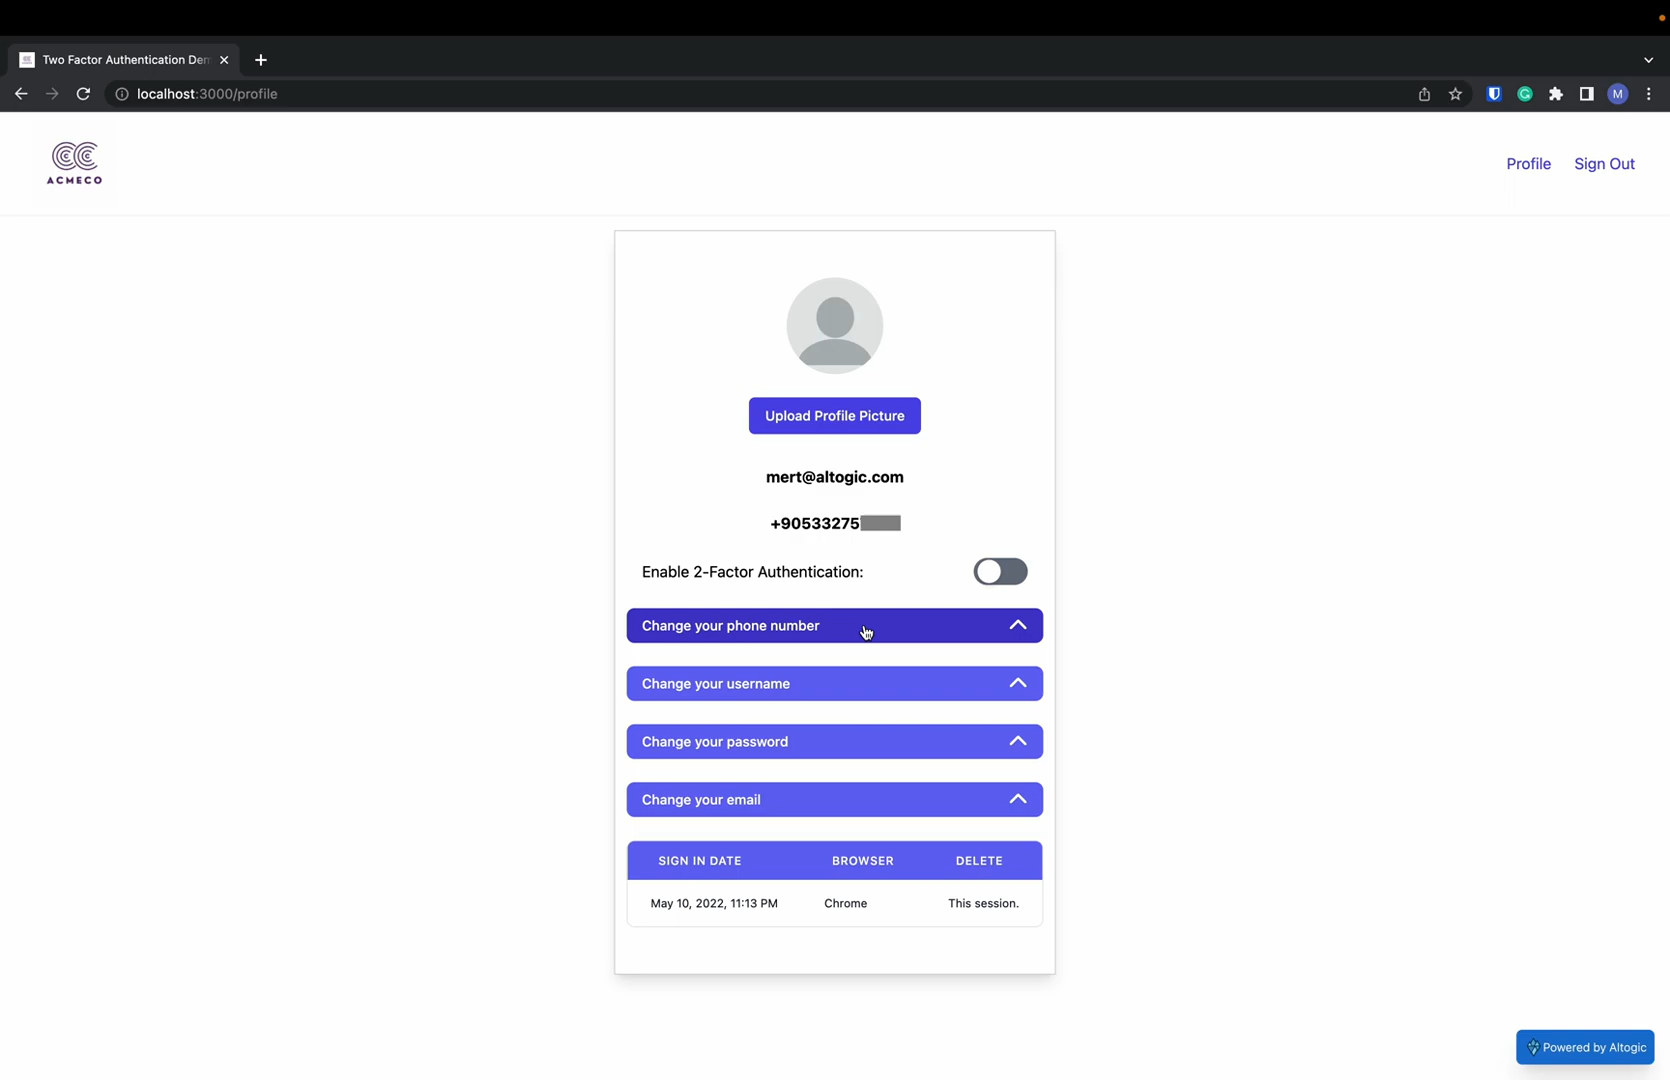 Two Factor Authentication Dem
localhost:3000/profile
M
ACMECO
Profile
Sign Out
Upload Profile Picture
mert@altogic.com
+90533275
Enable 2-Factor Authentication:
Change your phone number
Change your username
Change your password
Change your email
SIGN IN DATE BROWSER DELETE
May 10, 2022, 11:13 PM Chrome This session.
Powered by Altogic